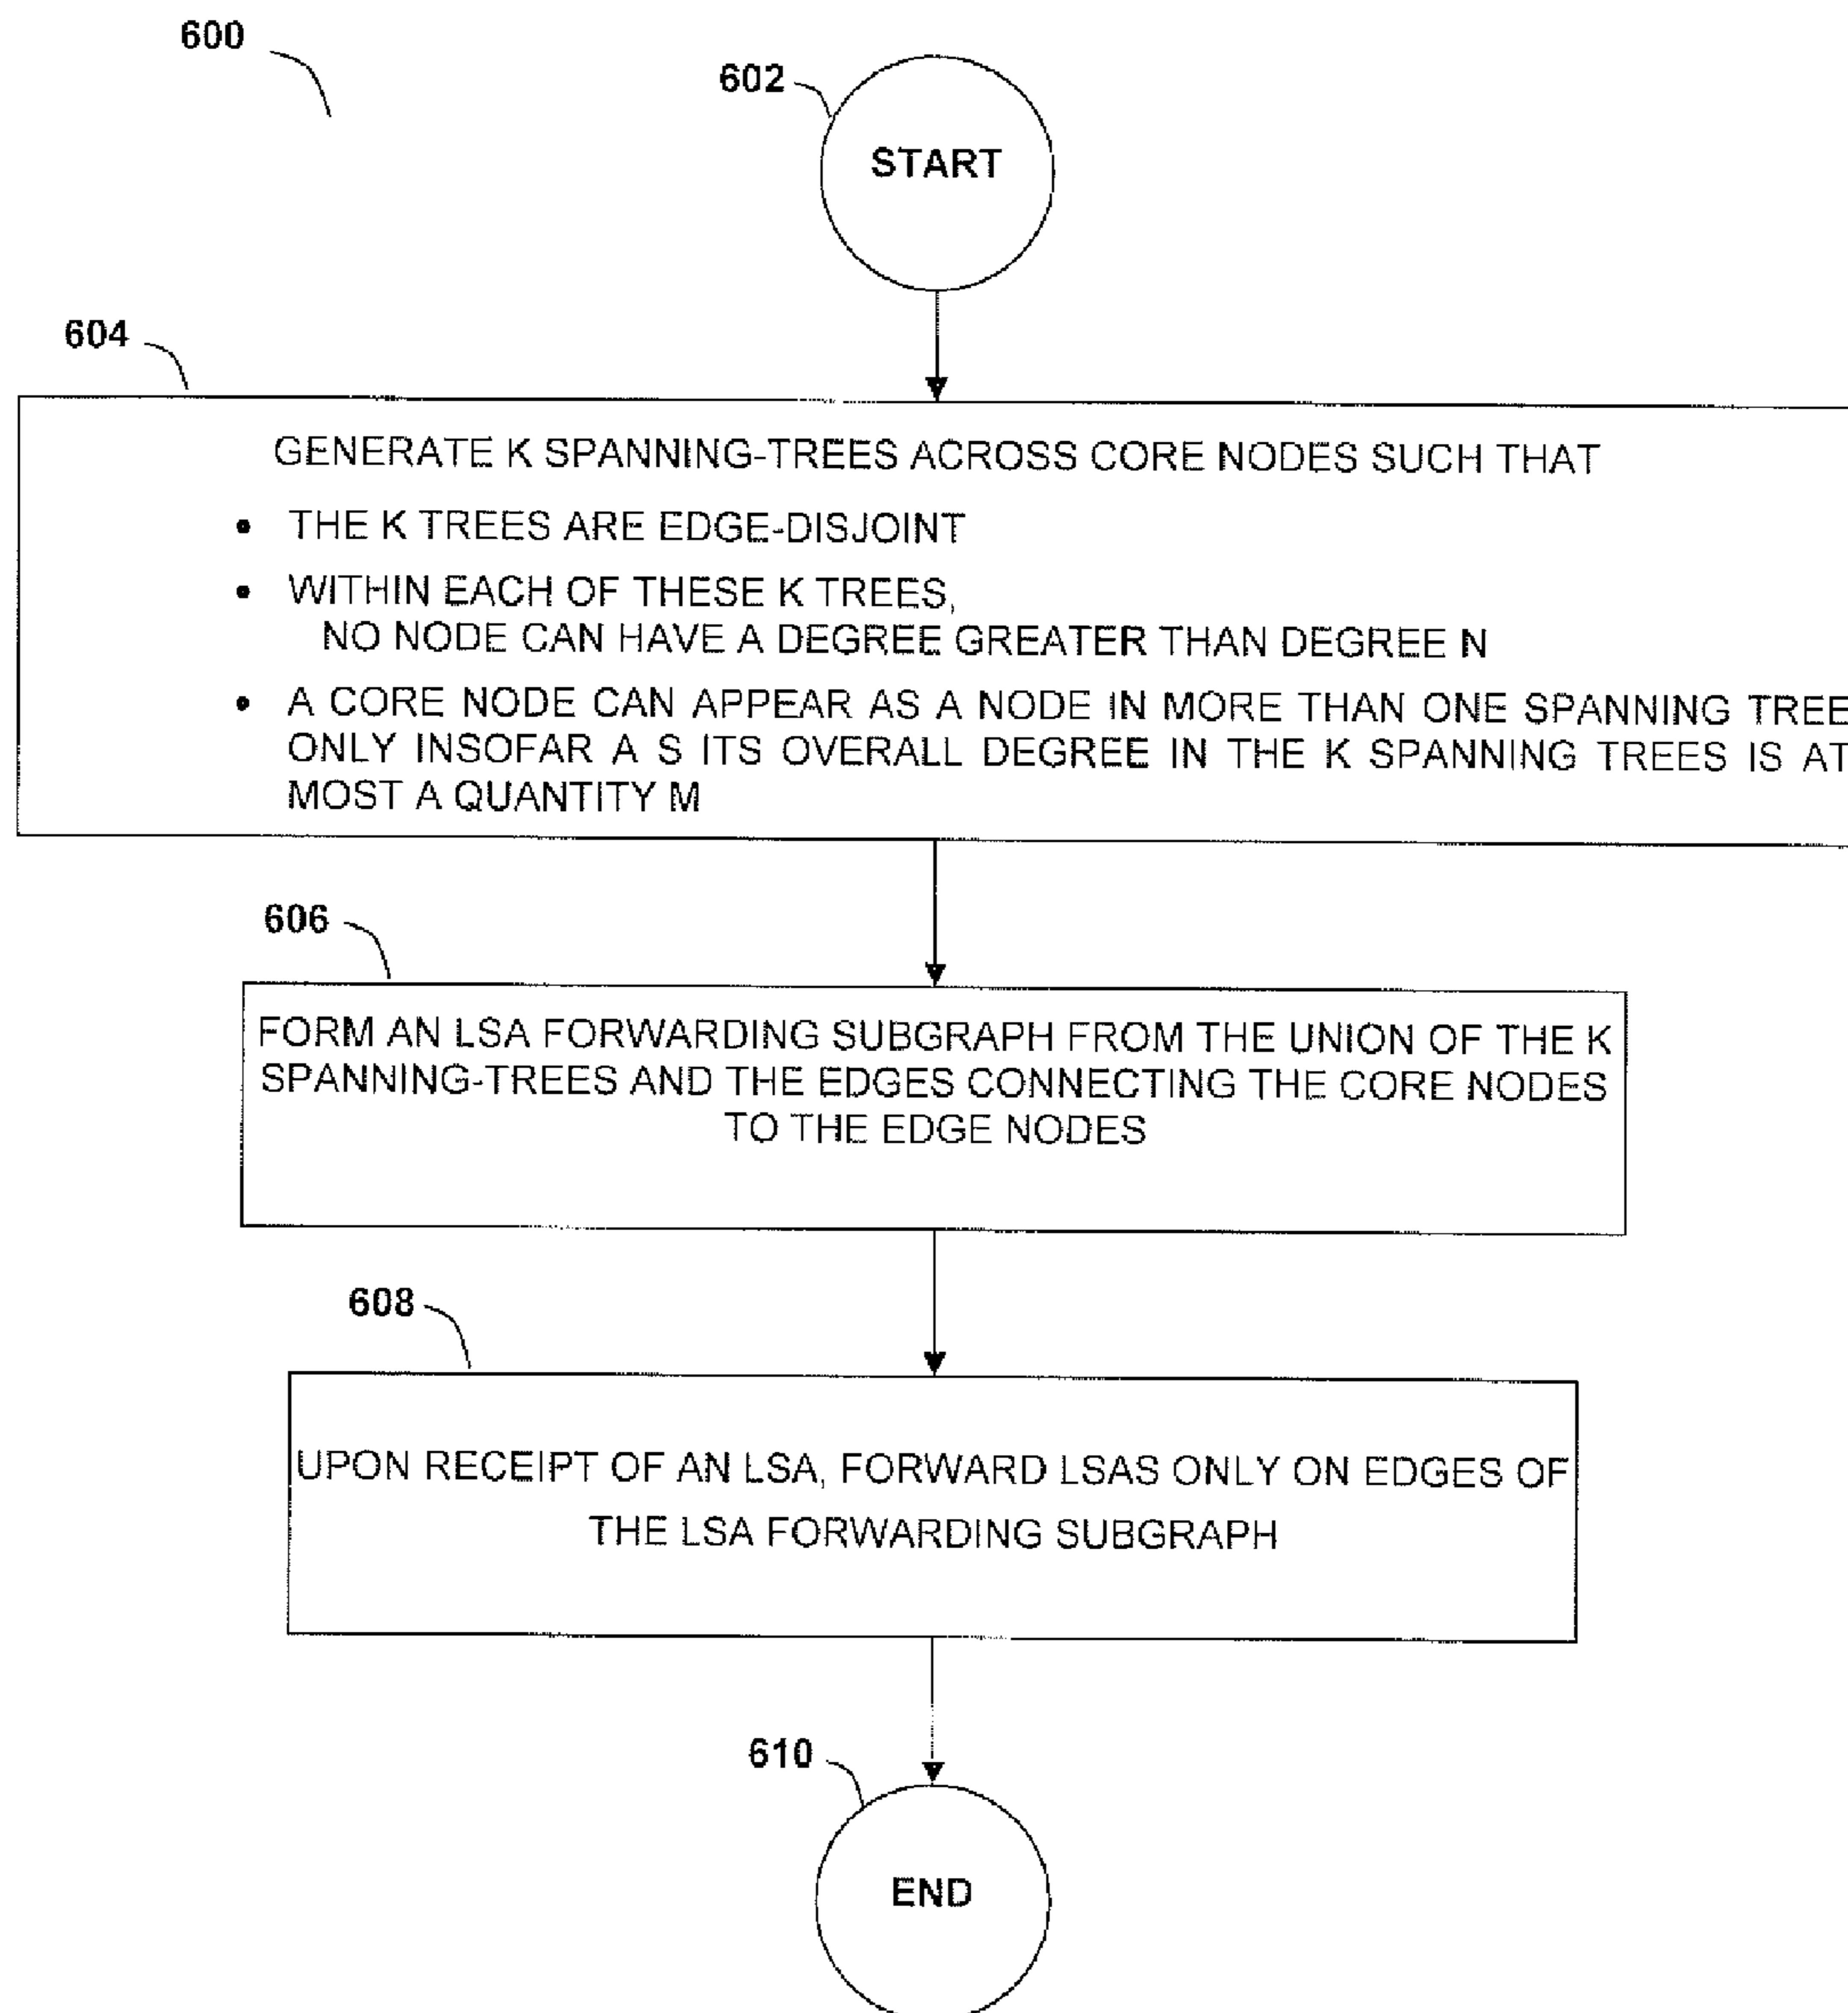 600
602
START
604
GENERATE K SPANNING-TREES ACROSS CORE NODES SUCH THAT
• THE K TREES ARE EDGE-DISJOINT
• WITHIN EACH OF THESE K TREES,
NO NODE CAN HAVE A DEGREE GREATER THAN DEGREE N
• A CORE NODE CAN APPEAR AS A NODE IN MORE THAN ONE SPANNING TREE
ONLY INSOFAR A S ITS OVERALL DEGREE IN THE K SPANNING TREES IS AT
MOST A QUANTITY M
606
FORM AN LSA FORWARDING SUBGRAPH FROM THE UNION OF THE K
SPANNING-TREES AND THE EDGES CONNECTING THE CORE NODES
TO THE EDGE NODES
608
UPON RECEIPT OF AN LSA, FORWARD LSAS ONLY ON EDGES OF
THE LSA FORWARDING SUBGRAPH
610
END